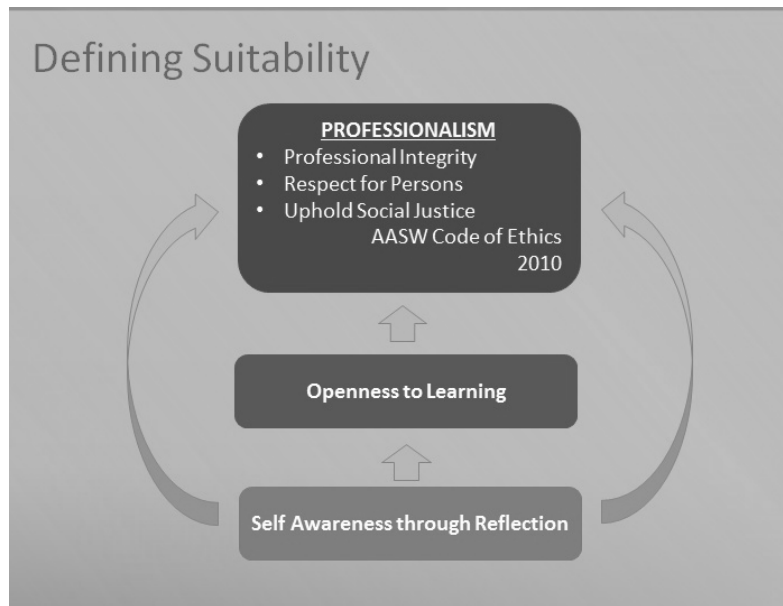 Defining Suitability
PROFESSIONALISM
• Professional Integrity
• Respect for Persons
• Uphold Social Justice
AASW Code of Ethics
2010
Openness to Learning
Self Awareness through Reflection